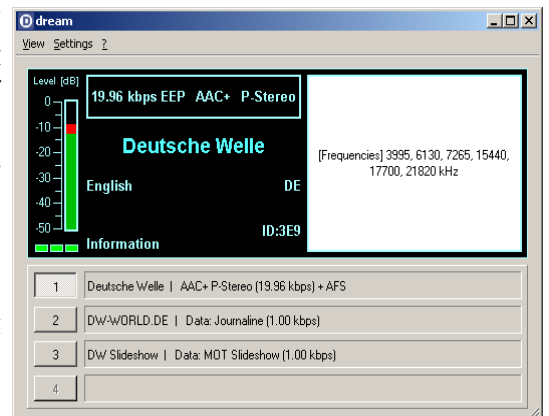 dream
View Settings ?
Level [dB]
0
-10
-20
-30
-40
-50
19.96 kbps EEP AAC+ P-Stereo
Deutsche Welle
English DE
ID:3E9
Information
[Frequencies] 3995, 6130, 7265, 15440,
17700, 21820 kHz
1 Deutsche Welle | AAC+ P-Stereo (19.96 kbps) + AFS
2 DW-WORLD.DE | Data: Journaline (1.00 kbps)
3 DW Slideshow | Data: MOT Slideshow (1.00 kbps)
4